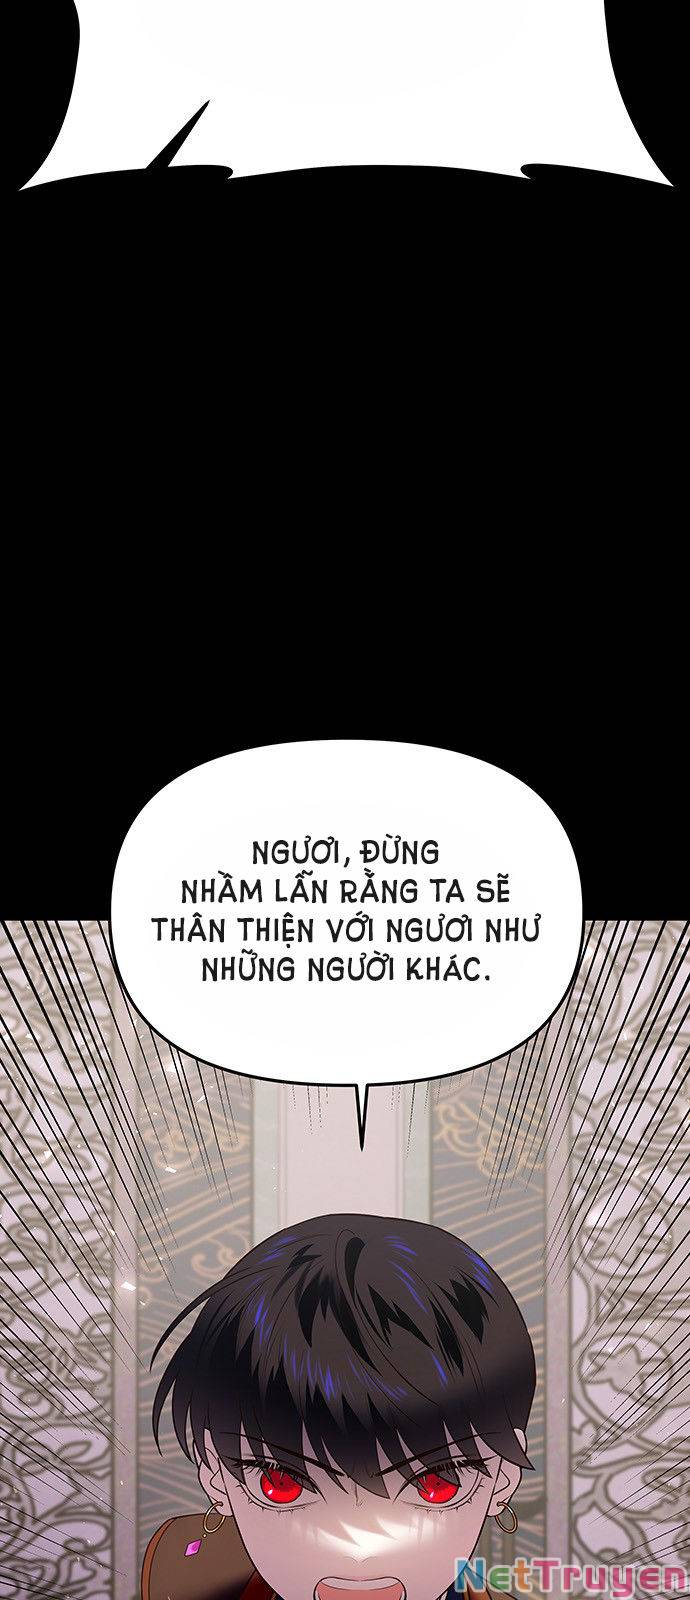 NGƯƠI, ĐỪNG
NHẦM LẪN RẰNG TA SẼ
THÂN THIỆN VỚI NGƯƠI NHƯ
NHỮNG NGƯỜI KHÁC.
NetTruyen